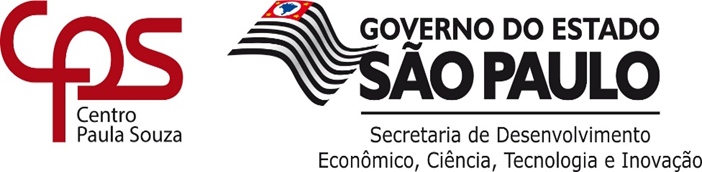 cps
Centro
Paula Souza
GOVERNO DO ESTADO
SÃO PAULO
Secretaria de Desenvolvimento
Econômico, Ciência, Tecnologia e Inovação